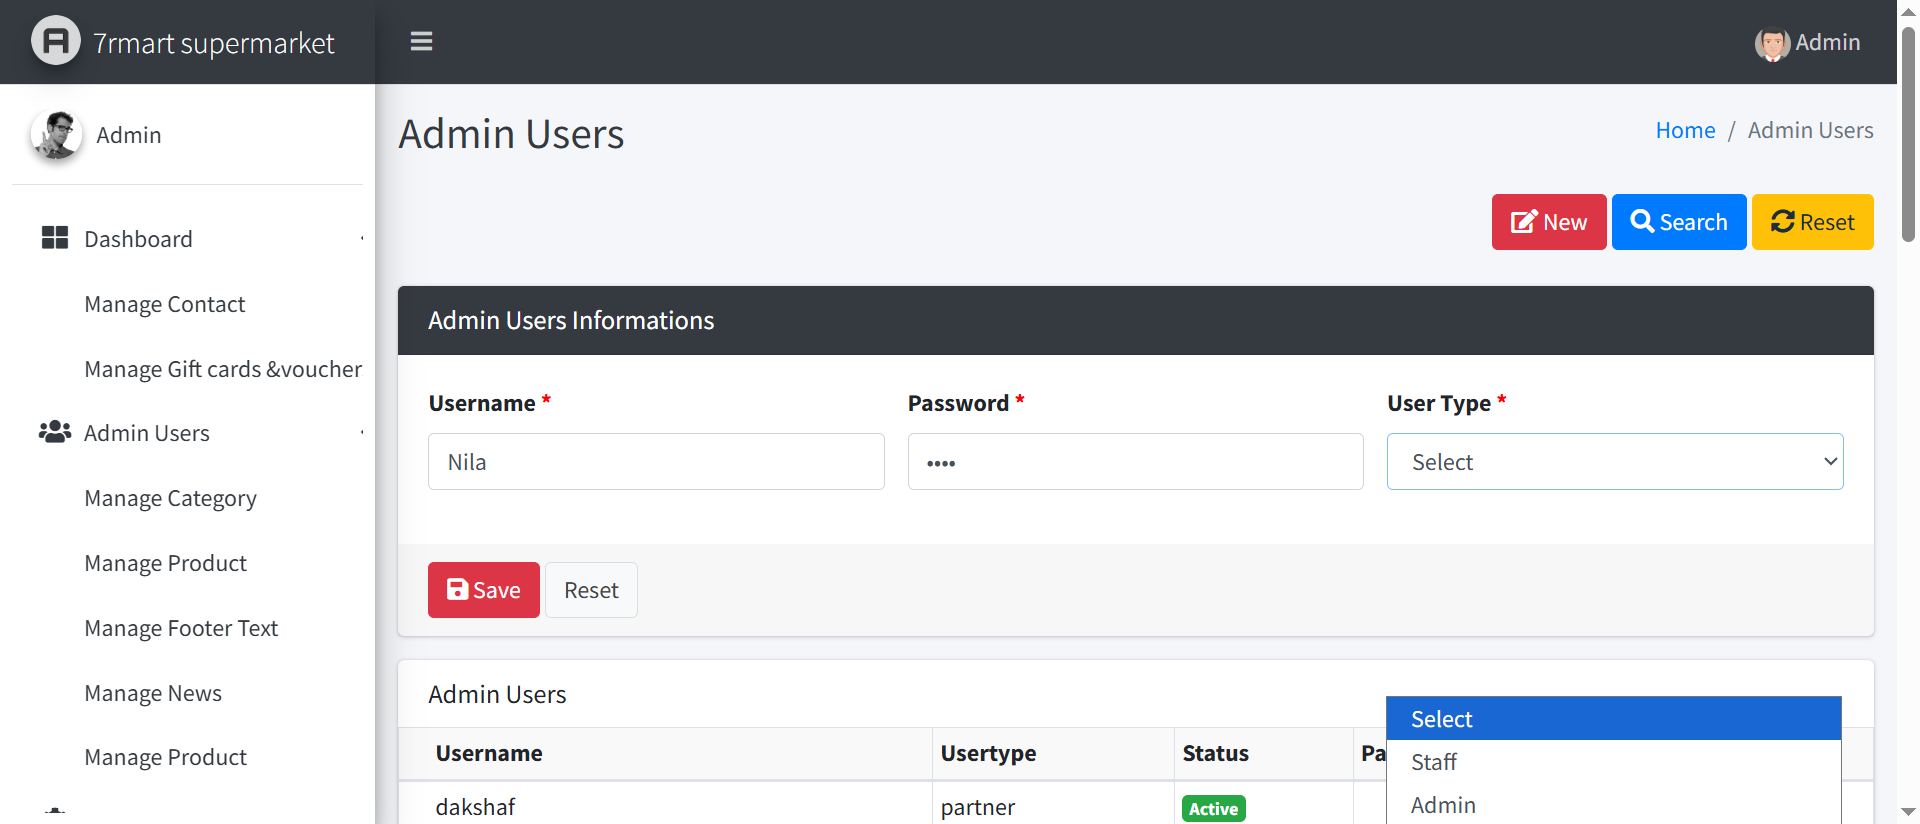 7rmart supermarket
Admin
Admin
Admin Users
Home / Admin Users
New
Search
Reset
Dashboard
Manage Contact
Manage Gift cards &voucher
Admin Users
Manage Category
Manage Product
Manage Footer Text
Manage News
Manage Product
Admin Users Informations
Username *
Password *
User Type *
Nila
••••
Select
Save
Reset
Admin Users
Username
Usertype
Status
Pa
dakshaf
partner
Active
Select
Staff
Admin